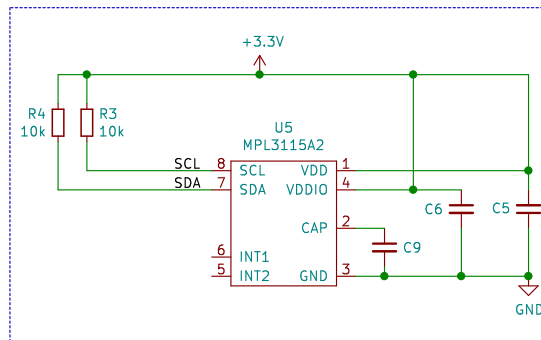 +3.3V
R4
10k
R3
10k
U5
MPL3115A2
SCL
SDA
8
7
6
5
SCL
SDA
INT1
INT2
VDD
VDDIO
CAP
GND
1
4
2
3
C6
C5
C9
GND